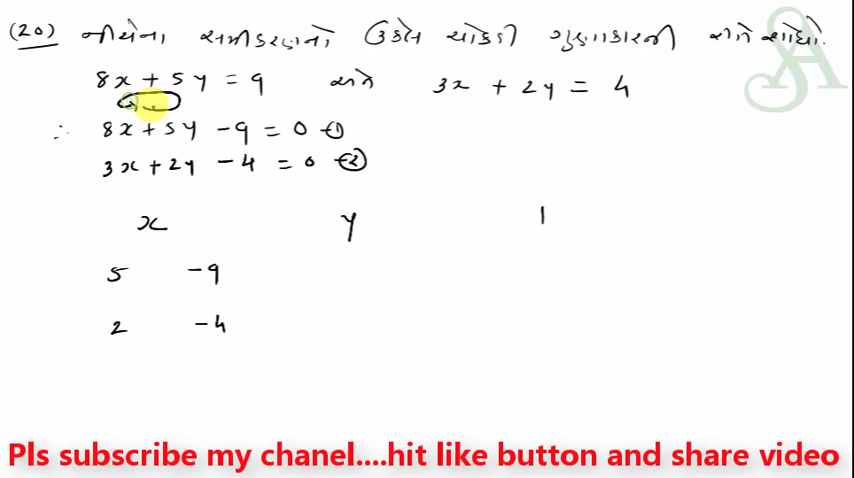 (20) નીચેના સમીકરણનો ઉકેલ ચોકડી ગુણાકારની રીતે શોધો.
8x + 5y = 9 અને 3x + 2y = 4
∴ 8x + 5y - 9 = 0 -①
3x + 2y - 4 = 0 -②
x y 1
5 -9
2 -4
Pls subscribe my chanel....hit like button and share video